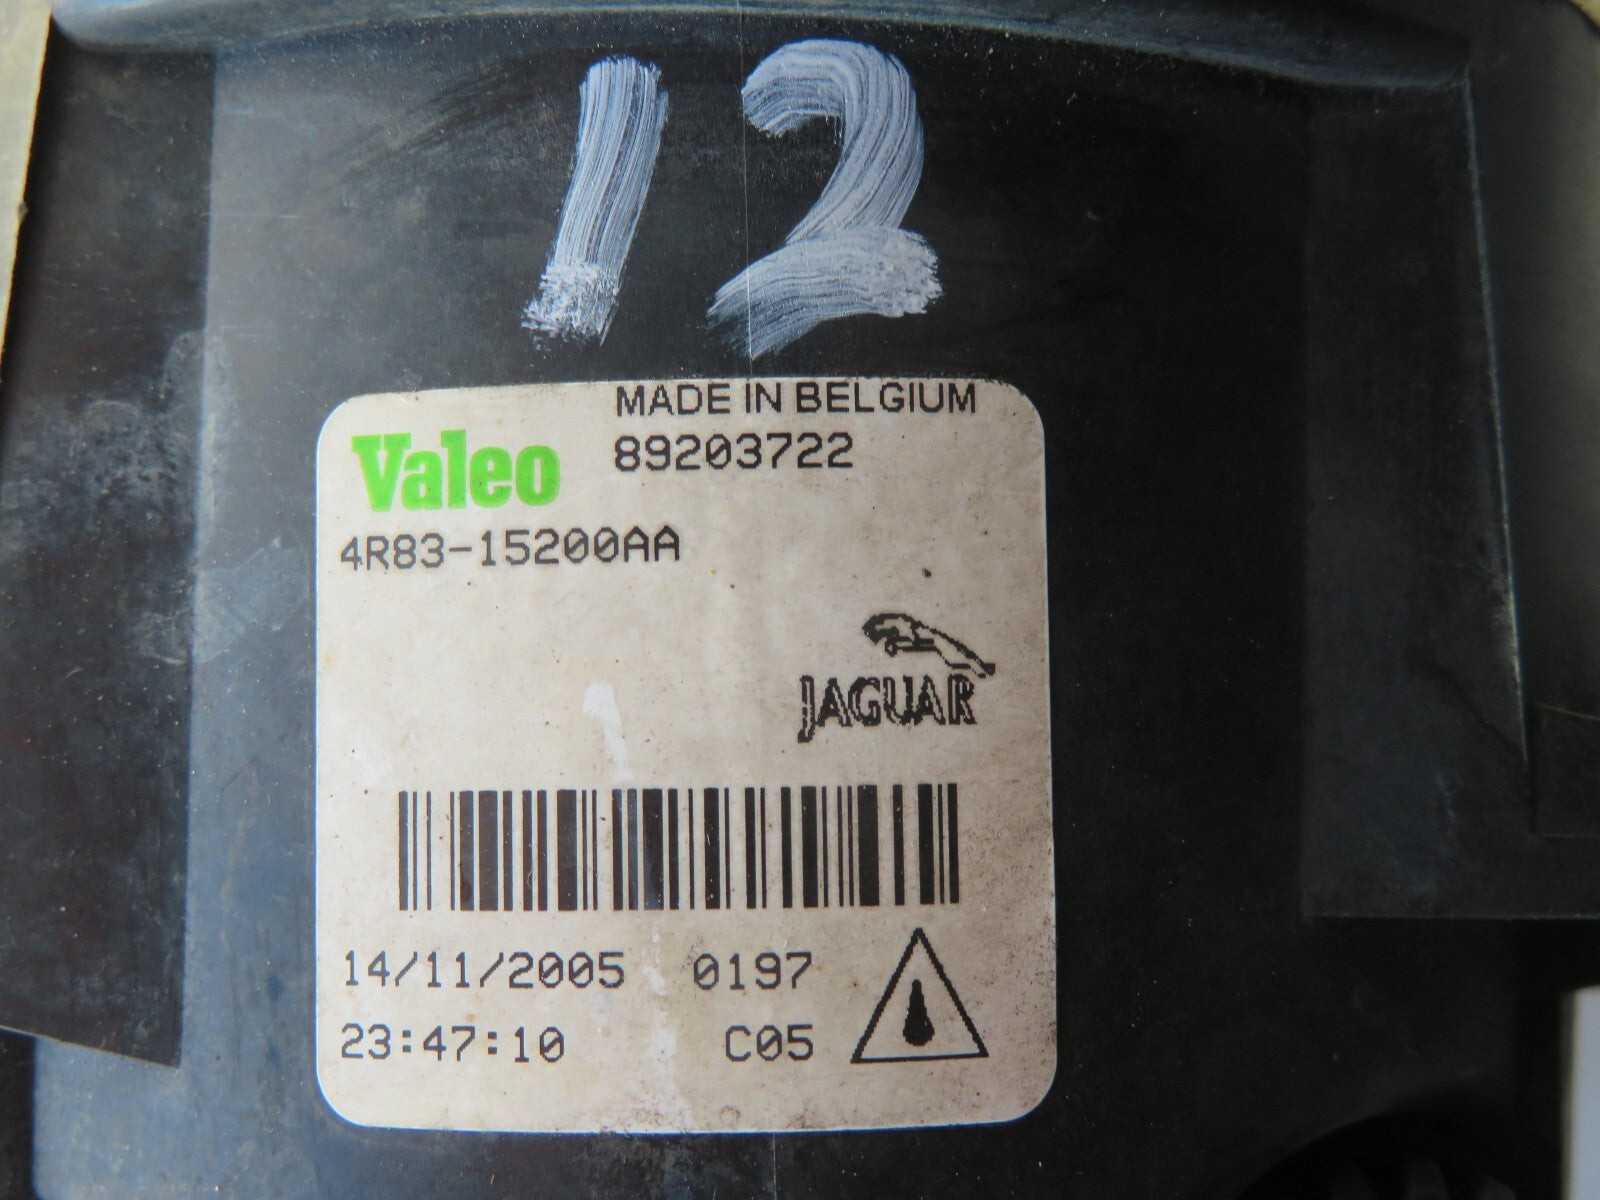 12
MADE IN BELGIUM
Valeo 89203722
4R83-15200AA
JAGUAR
14/11/2005 0197
23:47:10 C05